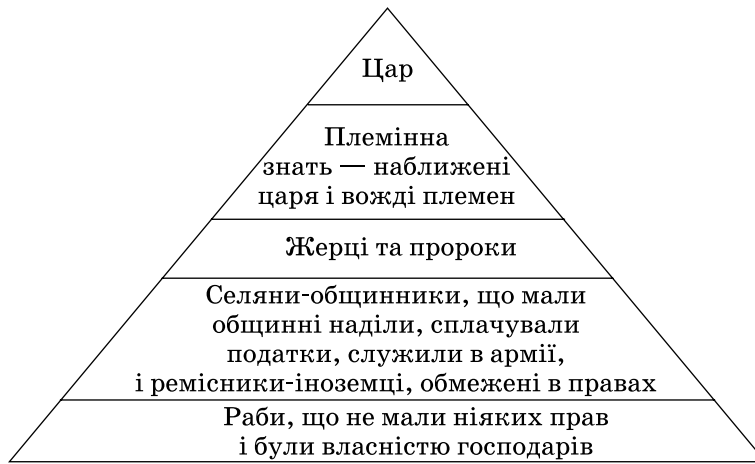 Цар
Племінна
знать — наближені
царя і вожді племен
Жерці та пророки
Селяни-общинники, що мали
общинні наділи, сплачували
податки, служили в армії,
і ремісники-іноземці, обмежені в правах
Раби, що не мали ніяких прав
і були власністю господарів